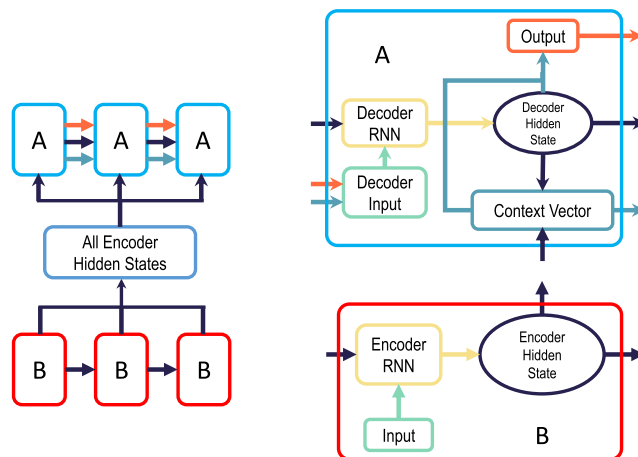 A A A
All Encoder
Hidden States
B B B
A
Output
Decoder
RNN
Decoder
Hidden
State
Decoder
Input
Context Vector
Encoder
RNN
Encoder
Hidden
State
Input
B